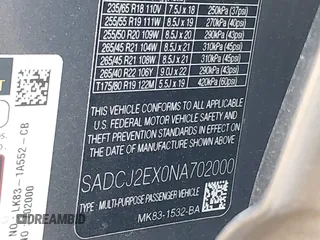 235/65 R18 110V 7.5J x 18 250kPa (37psi)
255/55 R19 111W 8.5J x 19 270kPa (40psi)
255/50 R20 109W 8.5J x 20 290kPa (43psi)
265/45 R21 104W 8.5J x 21 310kPa (45psi)
265/45 R21 108W 8.5J x 21 290kPa (43psi)
265/40 R22 106Y 9.0J x 22 290kPa (43psi)
T175/80 R19 122M 5.5J x 19 420kPa (60psi)
THIS VEHICLE CONFORMS TO ALL APPLICABLE
U.S. FEDERAL MOTOR VEHICLE SAFETY
AND THEFT PREVENTION STANDARDS IN EFFECT
ON THE DATE OF MANUFACTURE SHOWN ABOVE
SADCJ2EX0NA702000
TYPE: MULTI-PURPOSE PASSENGER VEHICLE
MK83-1532-BA
MK83-1A552-CB
02000
DREAMBID